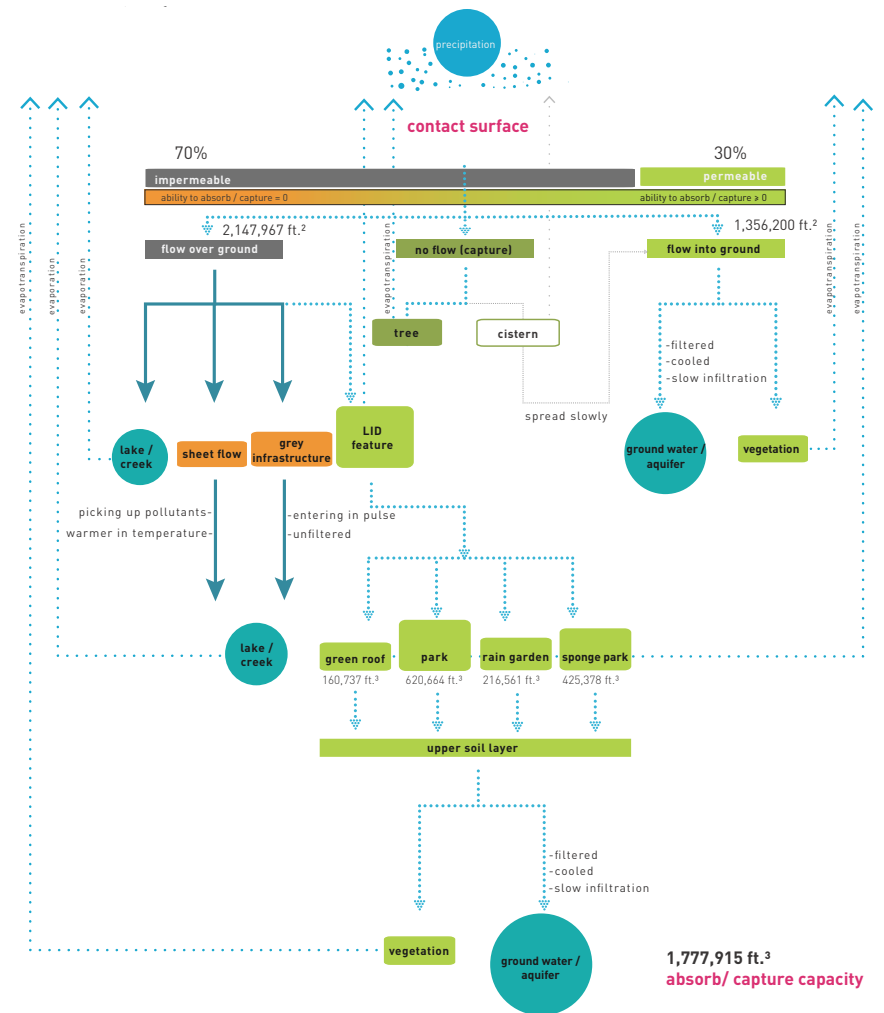 precipitation
contact surface
70%
30%
impermeable
permeable
ability to absorb / capture = 0
ability to absorb / capture > 0
2,147,967 ft.²
1,356,200 ft.²
flow over ground
no flow (capture)
flow into ground
evapotranspiration
evaporation
evaporation
evapotranspiration
evapotranspiration
evapotranspiration
tree
cistern
-filtered
-cooled
-slow infiltration
spread slowly
LID
feature
lake /
creek
sheet flow
grey
infrastructure
ground water /
aquifer
vegetation
picking up pollutants-
warmer in temperature-
-entering in pulse
-unfiltered
lake /
creek
green roof
park
rain garden
sponge park
160,737 ft.³
620,664 ft.³
216,561 ft.³
425,378 ft.³
upper soil layer
-filtered
-cooled
-slow infiltration
vegetation
ground water /
aquifer
1,777,915 ft.³
absorb/ capture capacity